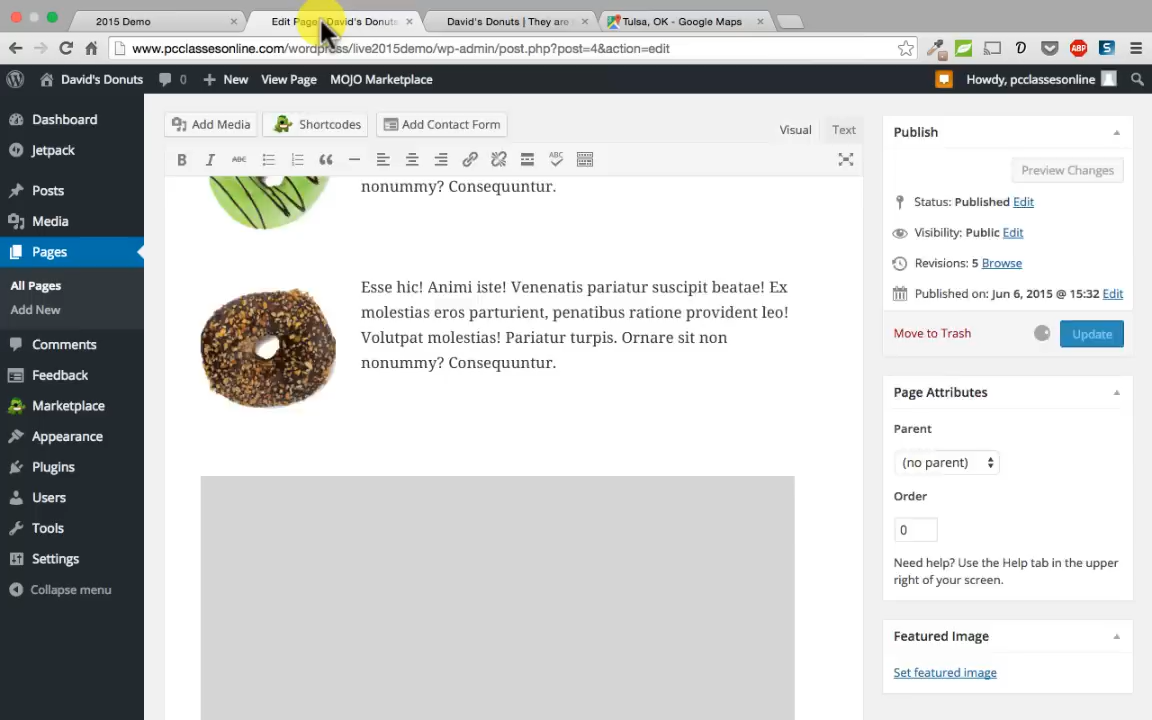 2015 Demo
Edit Page
David's Donuts
David's Donuts | They are
Tulsa, OK - Google Maps
www.pcclassesonline.com/wordpress/live2015demo/wp-admin/post.php?post=4&action=edit
David's Donuts
0
New
View Page
MOJO Marketplace
Howdy, pcclassesonline
Dashboard
Jetpack
Posts
Media
Pages
All Pages
Add New
Comments
Feedback
Marketplace
Appearance
Plugins
Users
Tools
Settings
Collapse menu
Add Media
Shortcodes
Add Contact Form
Visual
Text
B I ABC
ABC
nonummy? Consequuntur.
Esse hic! Animi iste! Venenatis pariatur suscipit beatae! Ex
molestias eros parturient, penatibus ratione provident leo!
Volutpat molestias! Pariatur turpis. Ornare sit non
nonummy? Consequuntur.
Publish
Preview Changes
Status: Published Edit
Visibility: Public Edit
Revisions: 5 Browse
Published on: Jun 6, 2015 @ 15:32 Edit
Move to Trash
Update
Page Attributes
Parent
(no parent)
Order
0
Need help? Use the Help tab in the upper
right of your screen.
Featured Image
Set featured image